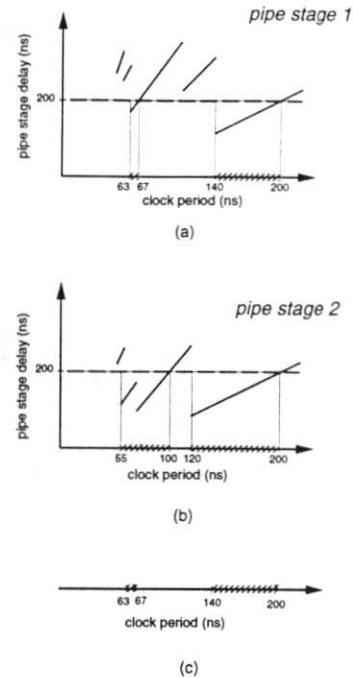 pipe stage 1
pipe stage delay (ns)
200
63 67 140 200
clock period (ns)
(a)
pipe stage 2
pipe stage delay (ns)
200
55 100 120 200
clock period (ns)
(b)
63 67 140 200
clock period (ns)
(c)